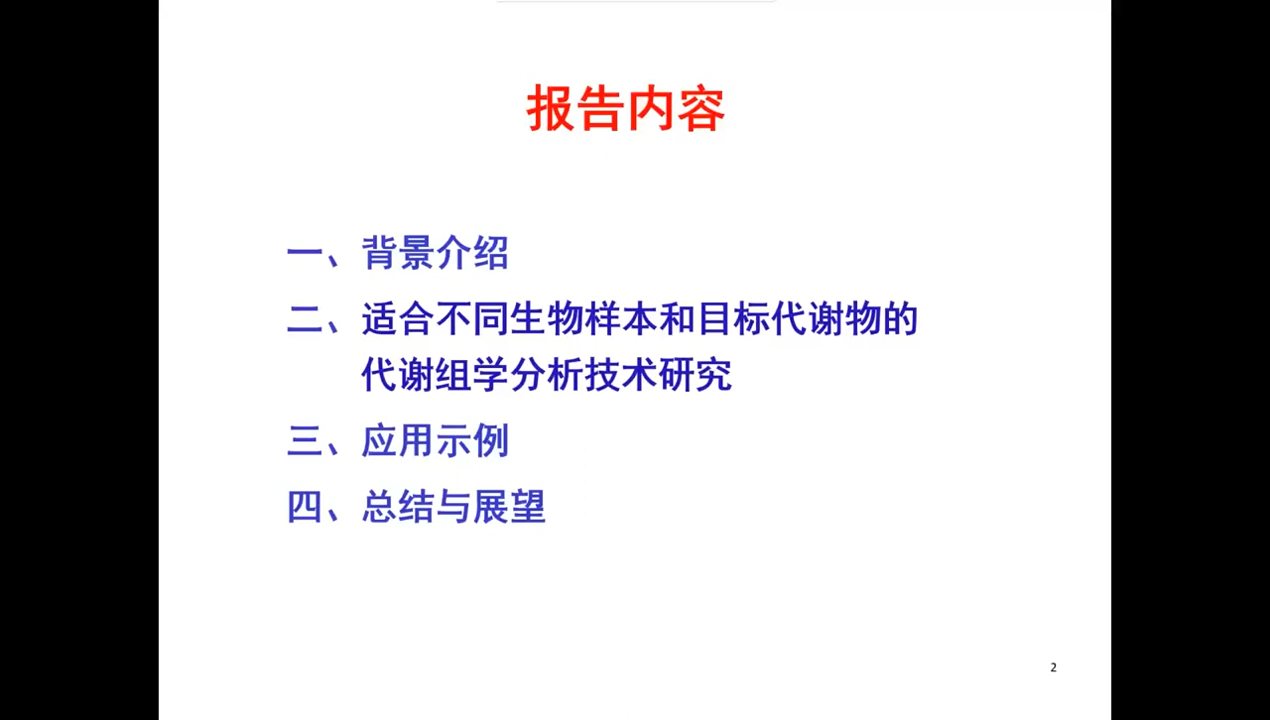 报告内容
一、背景介绍
二、适合不同生物样本和目标代谢物的
代谢组学分析技术研究
三、应用示例
四、总结与展望
2